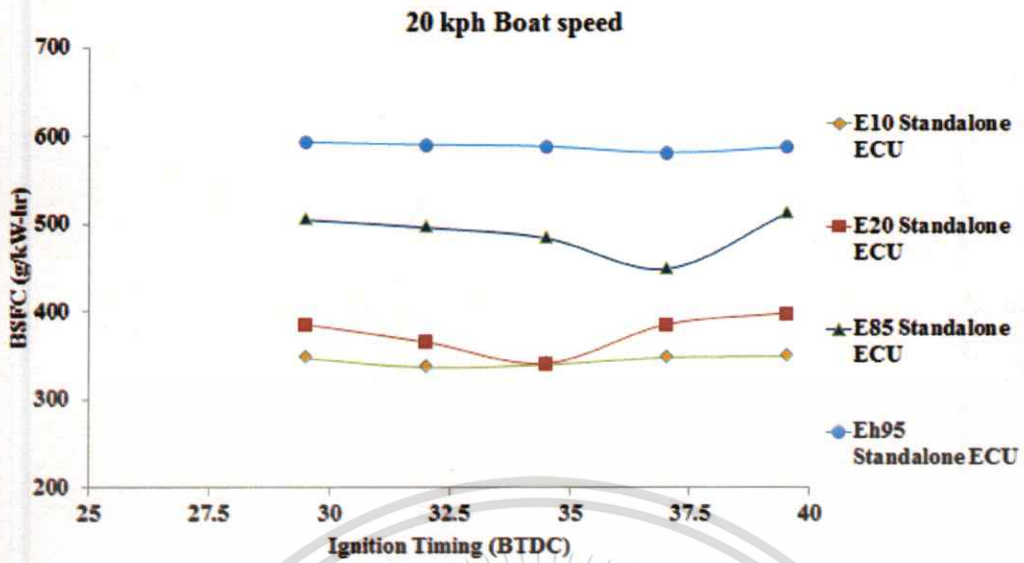 20 kph Boat speed
700
600
500
400
300
200
BSFC (g/kW-hr)
25
27.5
30
32.5
35
37.5
40
Ignition Timing (BTDC)
E10 Standalone
ECU
E20 Standalone
ECU
E85 Standalone
ECU
Eh95
Standalone ECU